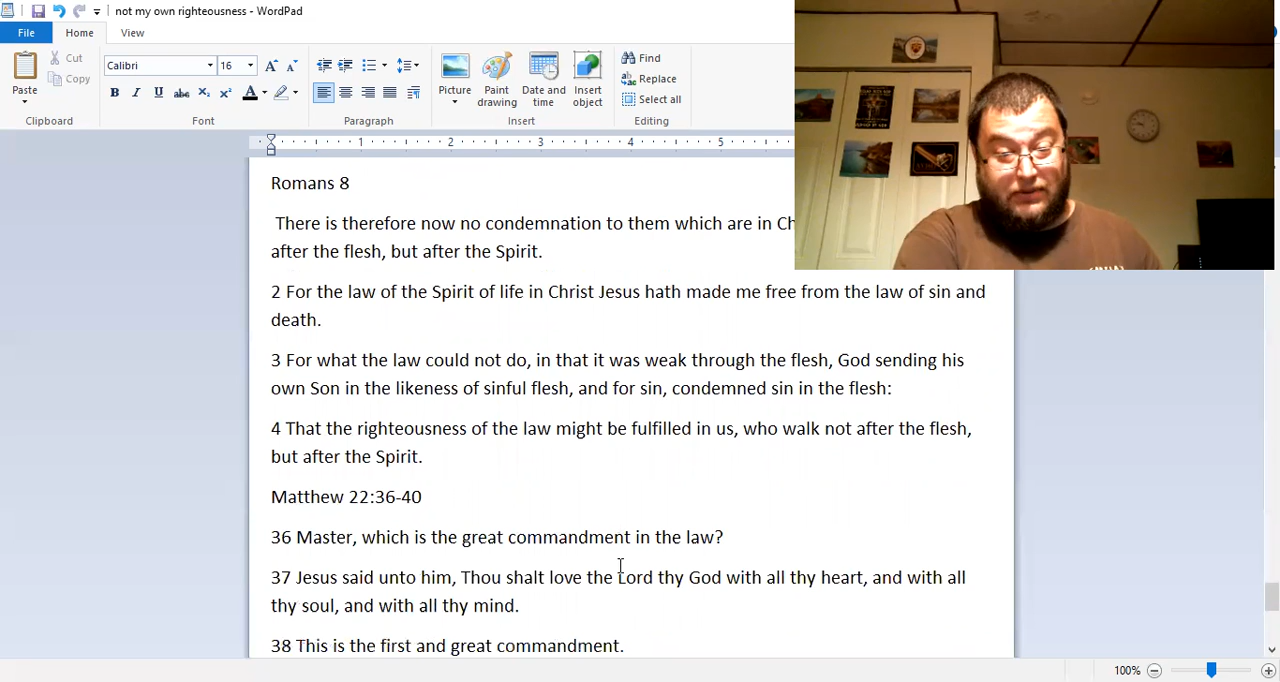 not my own righteousness - WordPad
File
Home
View
Paste
Cut
Copy
Clipboard
Calibri
16
Font
Paragraph
Picture
Paint drawing
Date and time
Insert object
Insert
Find
Replace
Select all
Editing
1 2 3 4 5
Romans 8
There is therefore now no condemnation to them which are in Ch
after the flesh, but after the Spirit.
2 For the law of the Spirit of life in Christ Jesus hath made me free from the law of sin and
death.
3 For what the law could not do, in that it was weak through the flesh, God sending his
own Son in the likeness of sinful flesh, and for sin, condemned sin in the flesh:
4 That the righteousness of the law might be fulfilled in us, who walk not after the flesh,
but after the Spirit.
Matthew 22:36-40
36 Master, which is the great commandment in the law?
37 Jesus said unto him, Thou shalt love the Lord thy God with all thy heart, and with all
thy soul, and with all thy mind.
38 This is the first and great commandment.
100%